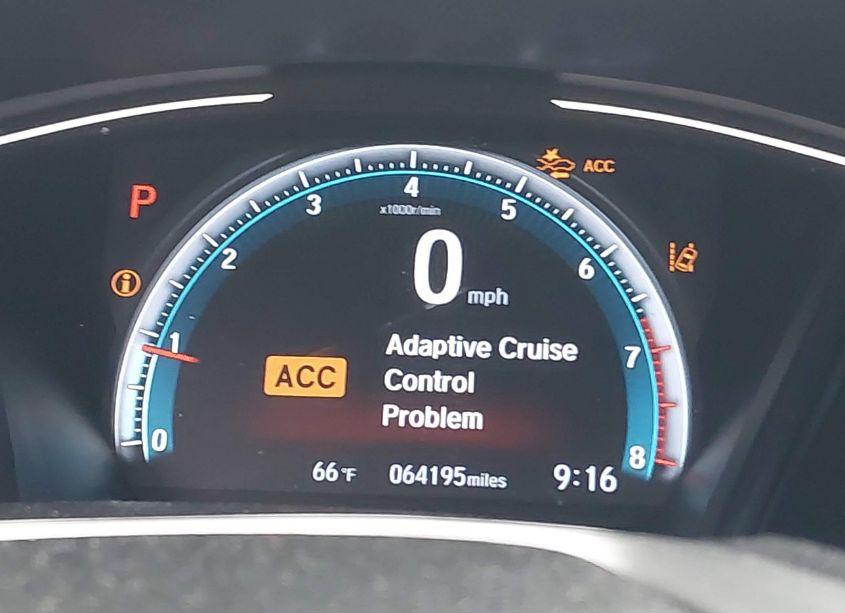 ACC
P
4
3
5
x1000r/min
2
0 mph
6
1
Adaptive Cruise
7
ACC
Control
Problem
0
8
66°F 064195miles 9:16